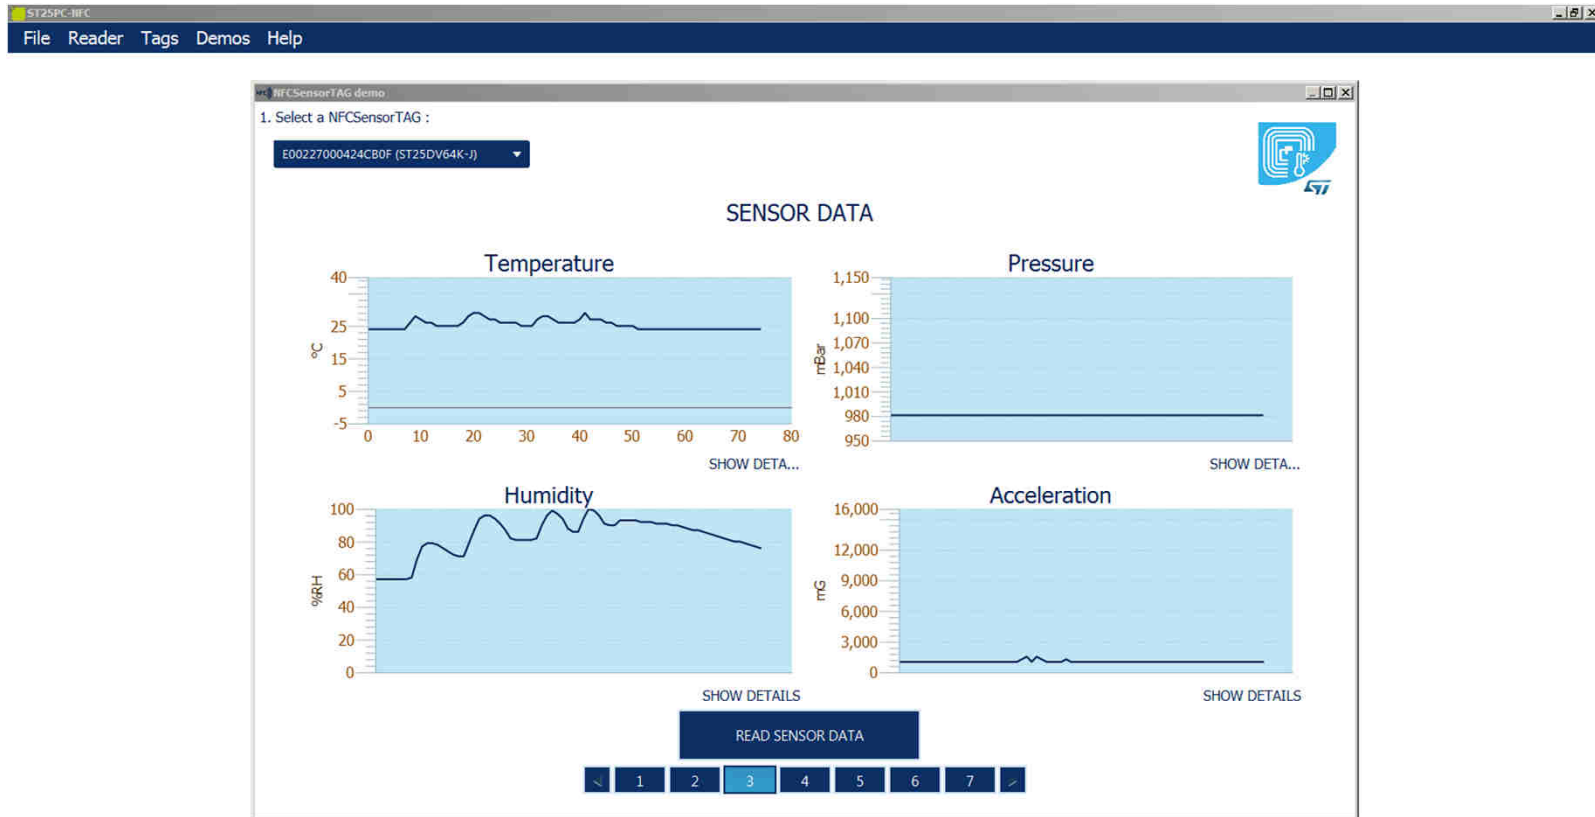 ST25PC-NFC
File Reader Tags Demos Help
NFCSensorTAG demo
1. Select a NFCSensorTAG :
E00227000424CB0F (ST25DV64K-J)
SENSOR DATA
Temperature
40
25
15
5
-5
°C
0 10 20 30 40 50 60 70 80
SHOW DETA...
Pressure
1,150
1,100
1,070
1,040
1,010
980
950
mBar
SHOW DETA...
Humidity
100
80
60
40
20
0
%RH
SHOW DETAILS
Acceleration
16,000
12,000
9,000
6,000
3,000
0
mG
SHOW DETAILS
READ SENSOR DATA
< 1 2 3 4 5 6 7 >